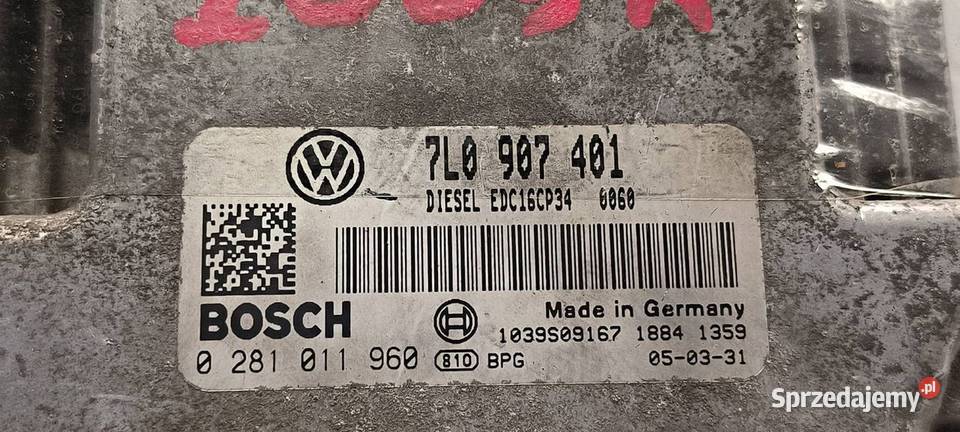 VW 7L0 907 401
DIESEL EDC16CP34 0060
BOSCH
Made in Germany
1039S09167 1884 1359
0 281 011 960 810 BPG 05-03-31
Sprzedajemy.pl